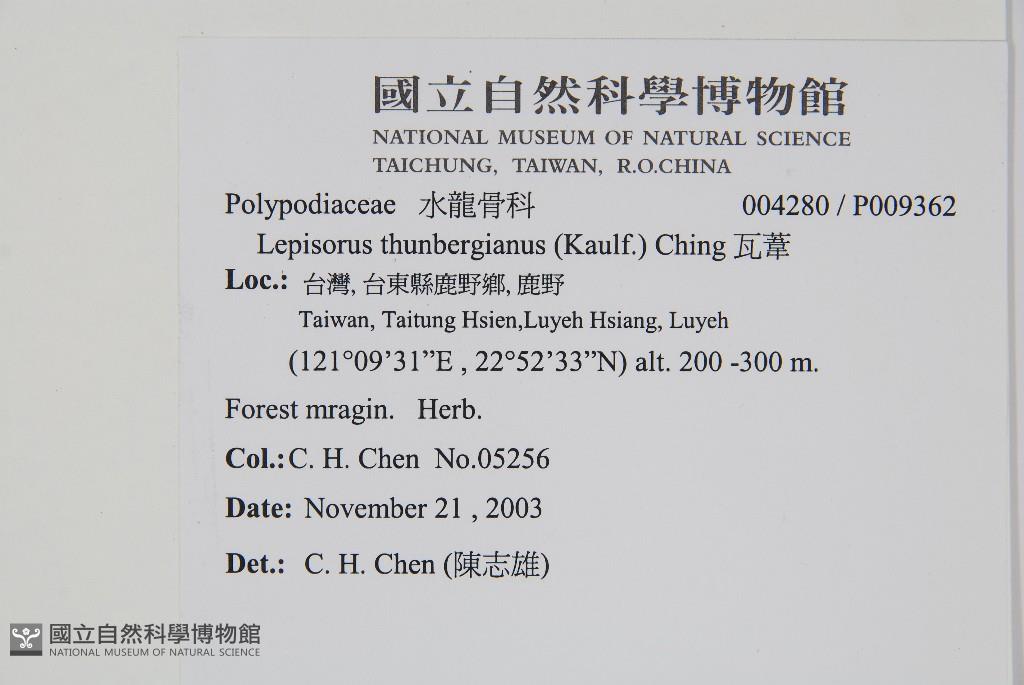 國立自然科學博物館
NATIONAL MUSEUM OF NATURAL SCIENCE
TAICHUNG, TAIWAN, R.O.CHINA
Polypodiaceae 水龍骨科 004280 / P009362
Lepisorus thunbergianus (Kaulf.) Ching 瓦葦
Loc.: 台灣, 台東縣鹿野鄉, 鹿野
Taiwan, Taitung Hsien,Luyeh Hsiang, Luyeh
(121°09’31”E , 22°52’33”N) alt. 200 -300 m.
Forest mragin. Herb.
Col.: C. H. Chen No.05256
Date: November 21 , 2003
Det.: C. H. Chen (陳志雄)
國立自然科學博物館
NATIONAL MUSEUM OF NATURAL SCIENCE